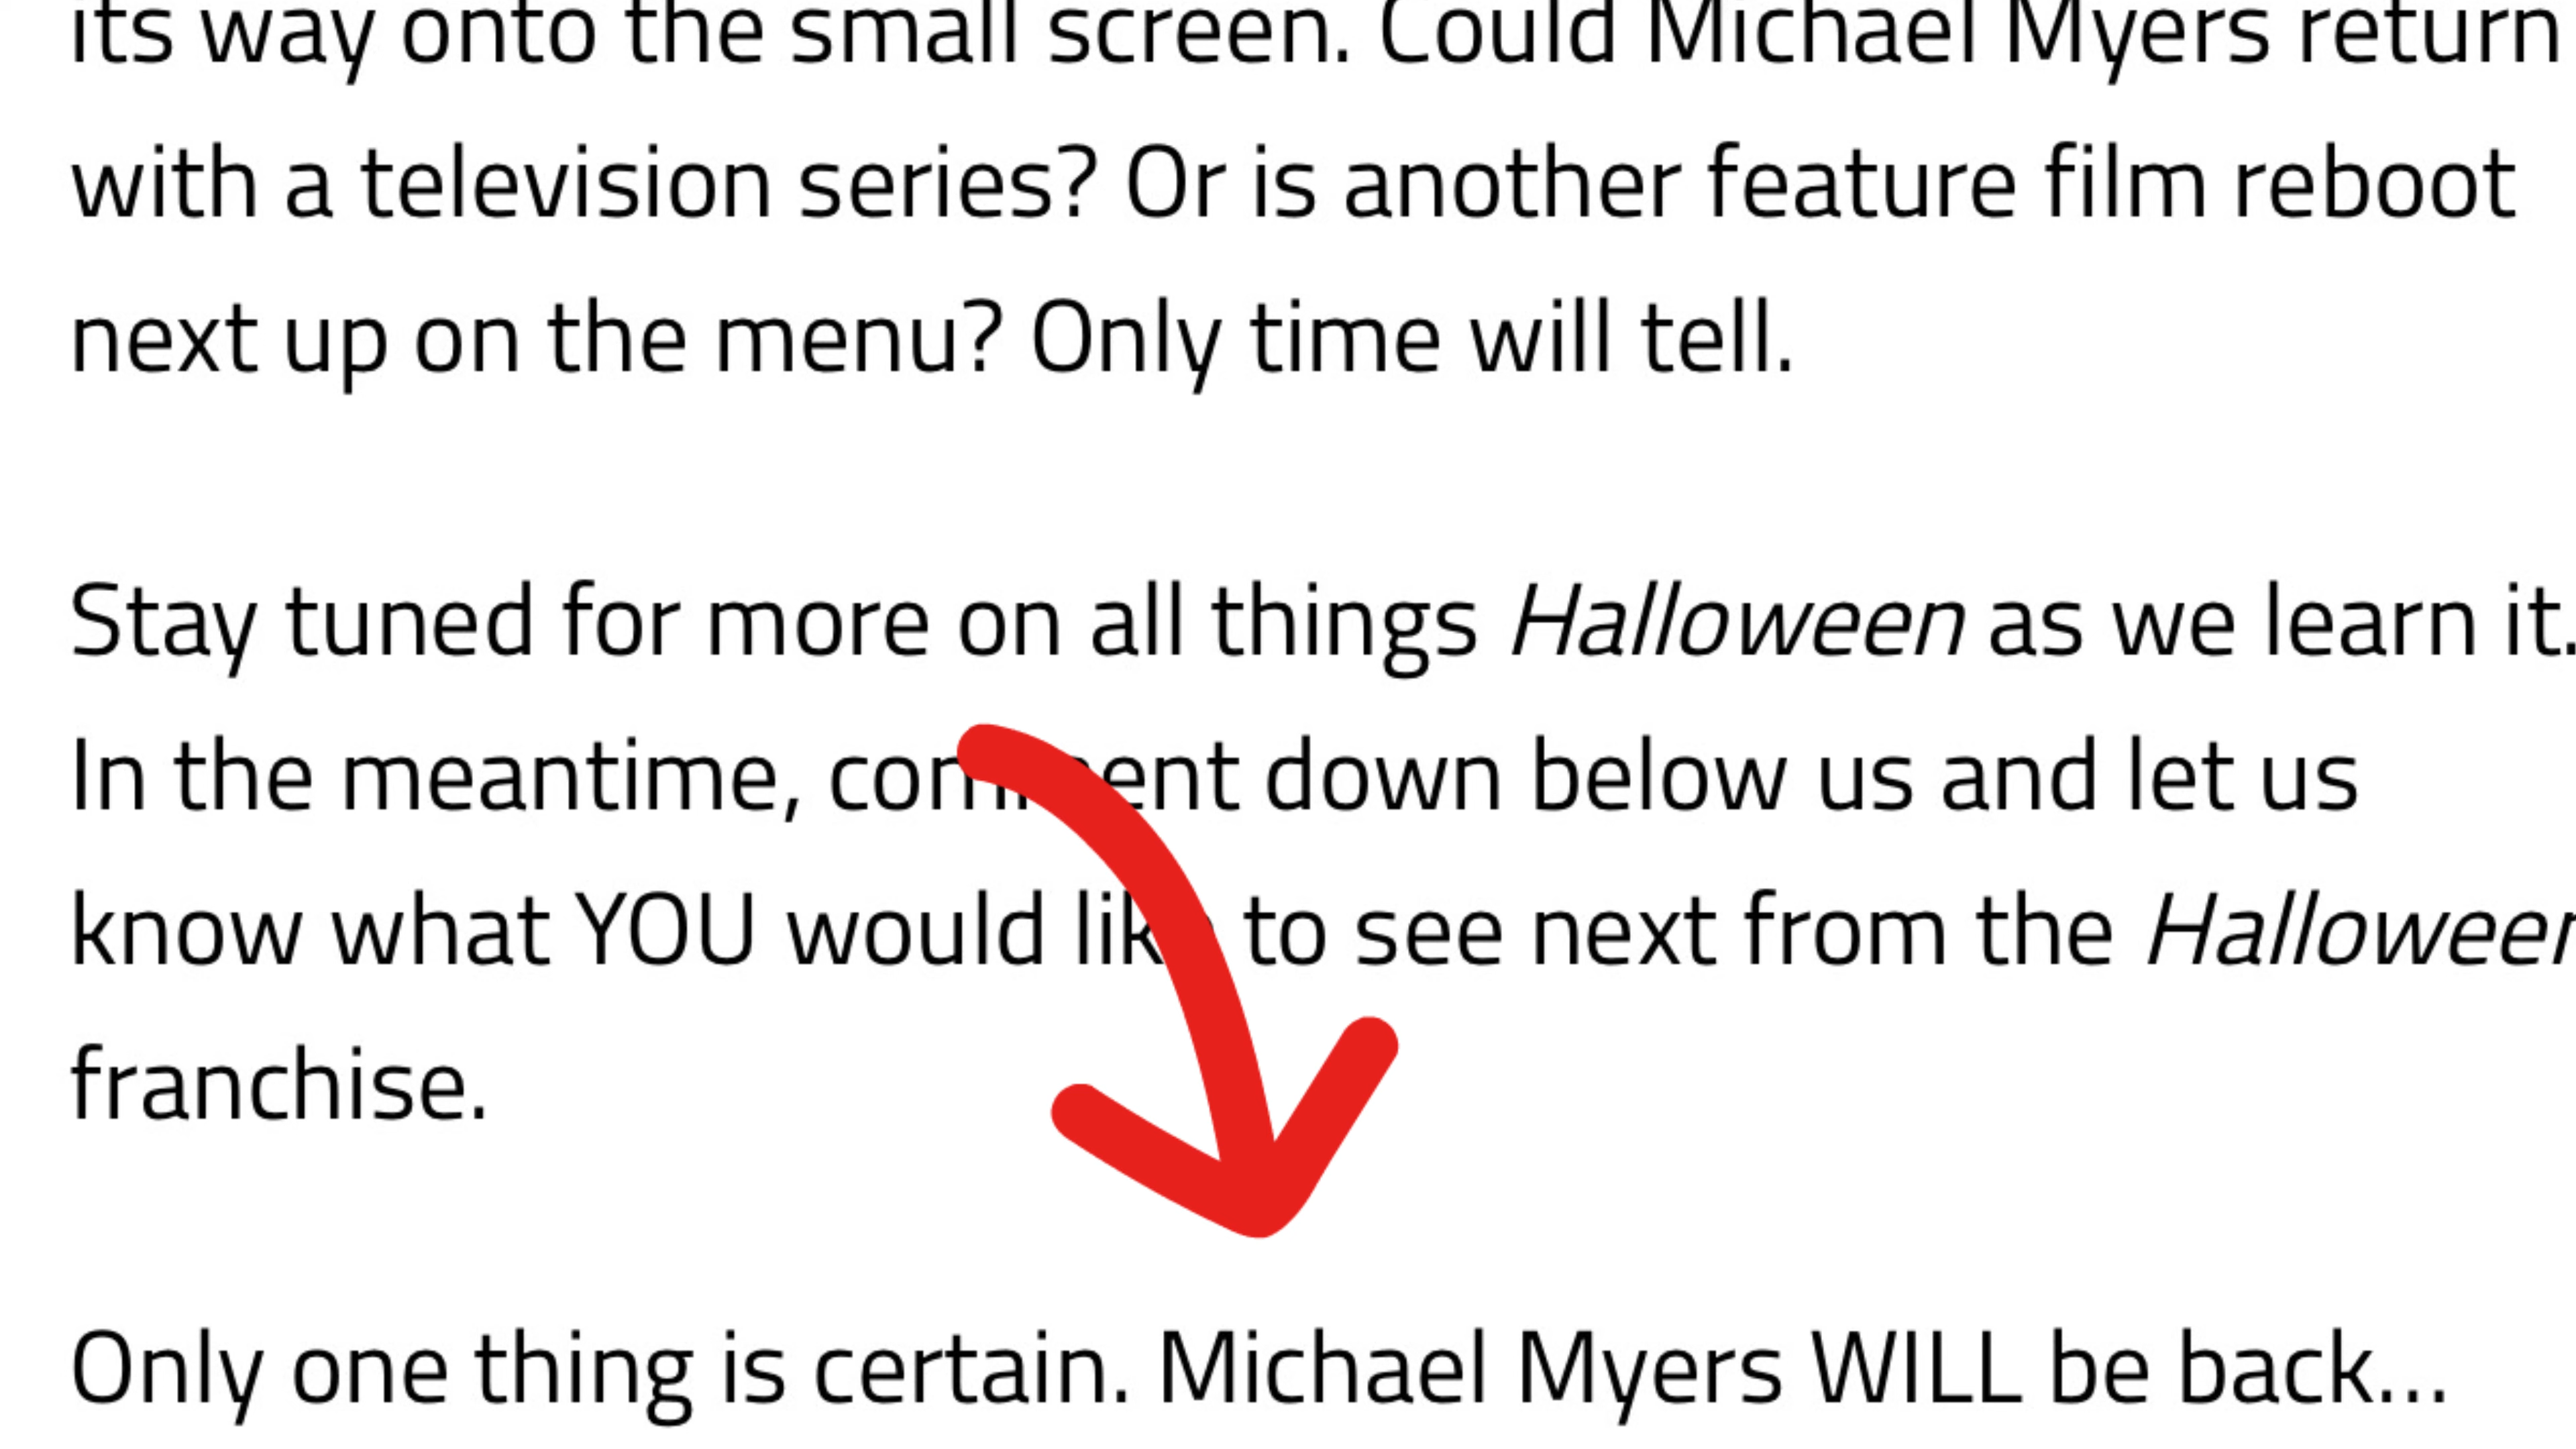 its way onto the small screen. Could Michael Myers return
with a television series? Or is another feature film reboot
next up on the menu? Only time will tell.
Stay tuned for more on all things Halloween as we learn it.
In the meantime, comment down below us and let us
know what YOU would like to see next from the Halloween
franchise.
Only one thing is certain. Michael Myers WILL be back...